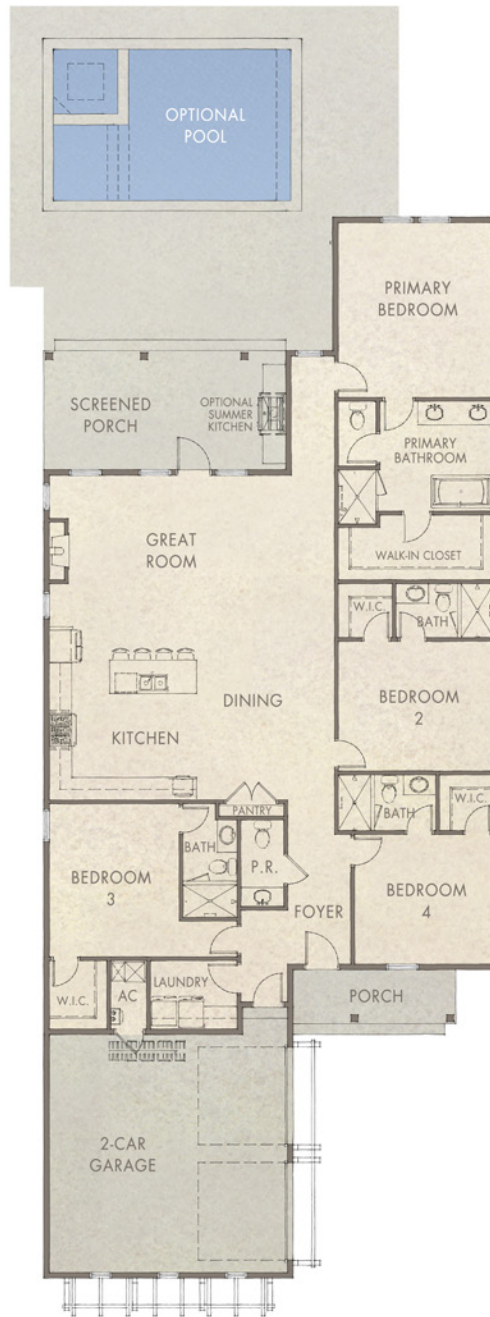 OPTIONAL
POOL
PRIMARY
BEDROOM
SCREENED
PORCH
OPTIONAL
SUMMER
KITCHEN
PRIMARY
BATHROOM
GREAT
ROOM
WALK-IN CLOSET
W.I.C.
BATH
DINING
BEDROOM
2
KITCHEN
PANTRY
BATH
W.I.C.
BATH
P.R.
BEDROOM
3
BEDROOM
4
FOYER
W.I.C.
AC
LAUNDRY
PORCH
2-CAR
GARAGE